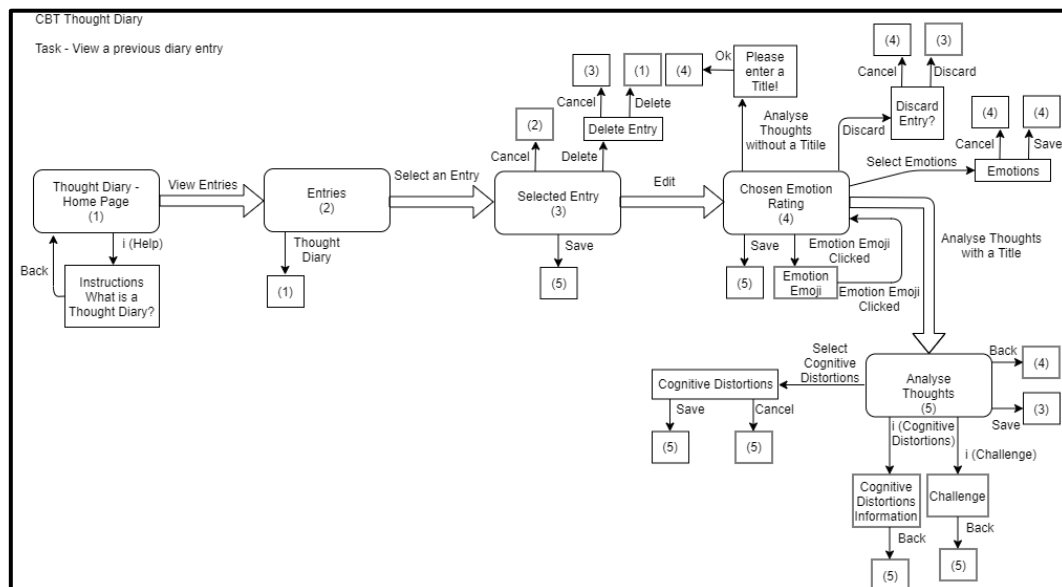 CBT Thought Diary
Task - View a previous diary entry
Thought Diary -
Home Page
(1)
View Entries
i (Help)
Back
Instructions
What is a
Thought Diary?
Entries
(2)
Thought
Diary
(1)
Select an Entry
Selected Entry
(3)
Cancel
(2)
Delete
Delete Entry
Cancel
(3)
Delete
(1)
Save
(5)
Edit
Chosen Emotion
Rating
(4)
Analyse
Thoughts
without a Titile
Please
enter a
Title!
Ok
(4)
Discard
Discard
Entry?
Cancel
(4)
Discard
(3)
Select Emotions
Emotions
Cancel
(4)
Save
(4)
Save
(5)
Emotion Emoji
Clicked
Emotion
Emoji
Emotion Emoji
Clicked
Analyse Thoughts
with a Title
Analyse
Thoughts
(5)
Back
(4)
Save
(3)
Select
Cognitive
Distortions
Cognitive Distortions
Save
(5)
Cancel
(5)
i (Cognitive
Distortions)
Cognitive
Distortions
Information
Back
(5)
i (Challenge)
Challenge
Back
(5)